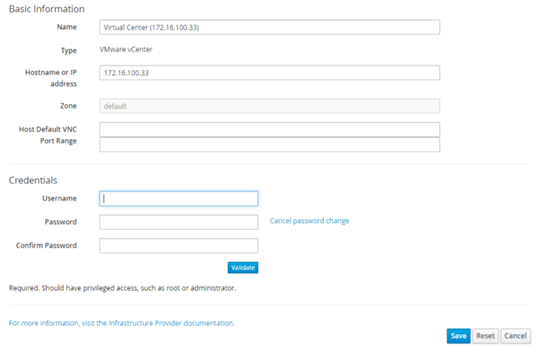 Basic Information
Name Virtual Center (172.16.100.33)
Type VMware vCenter
Hostname or IP address 172.16.100.33
Zone default
Host Default VNC Port Range
Credentials
Username
Password Cancel password change
Confirm Password
Validate
Required. Should have privileged access, such as root or administrator.
For more information, visit the Infrastructure Provider documentation.
Save Reset Cancel